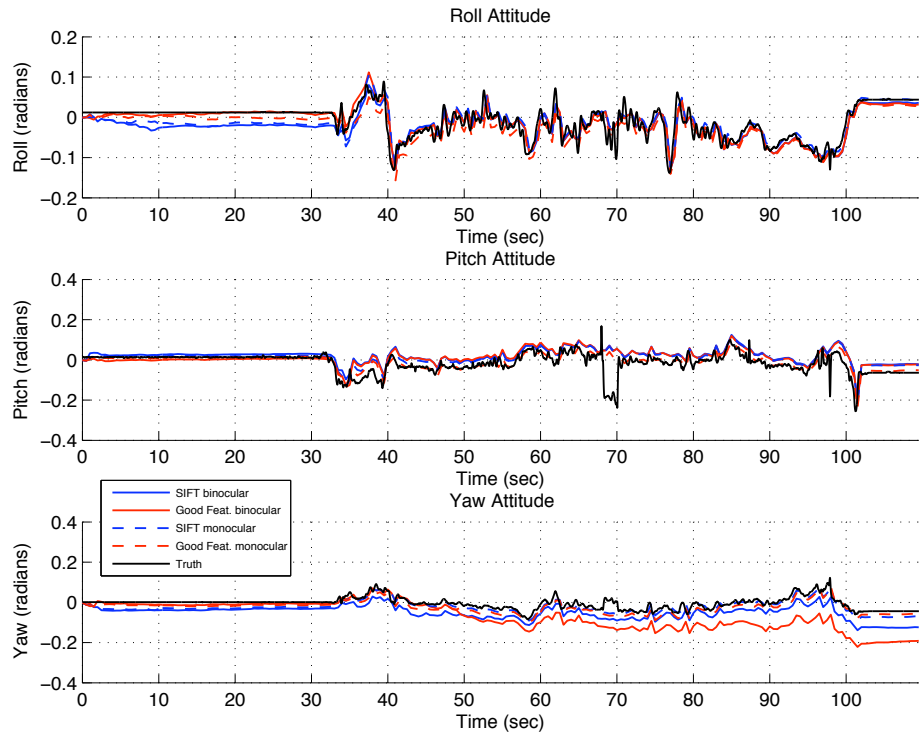 Roll Attitude
0.2
0.1
0
−0.1
−0.2
Roll (radians)
0 10 20 30 40 50 60 70 80 90 100
Time (sec)
Pitch Attitude
0.4
0.2
0
−0.2
−0.4
Pitch (radians)
0 10 20 30 40 50 60 70 80 90 100
Time (sec)
Yaw Attitude
SIFT binocular
Good Feat. binocular
SIFT monocular
Good Feat. monocular
Truth
0.4
0.2
0
−0.2
−0.4
Yaw (radians)
0 10 20 30 40 50 60 70 80 90 100
Time (sec)